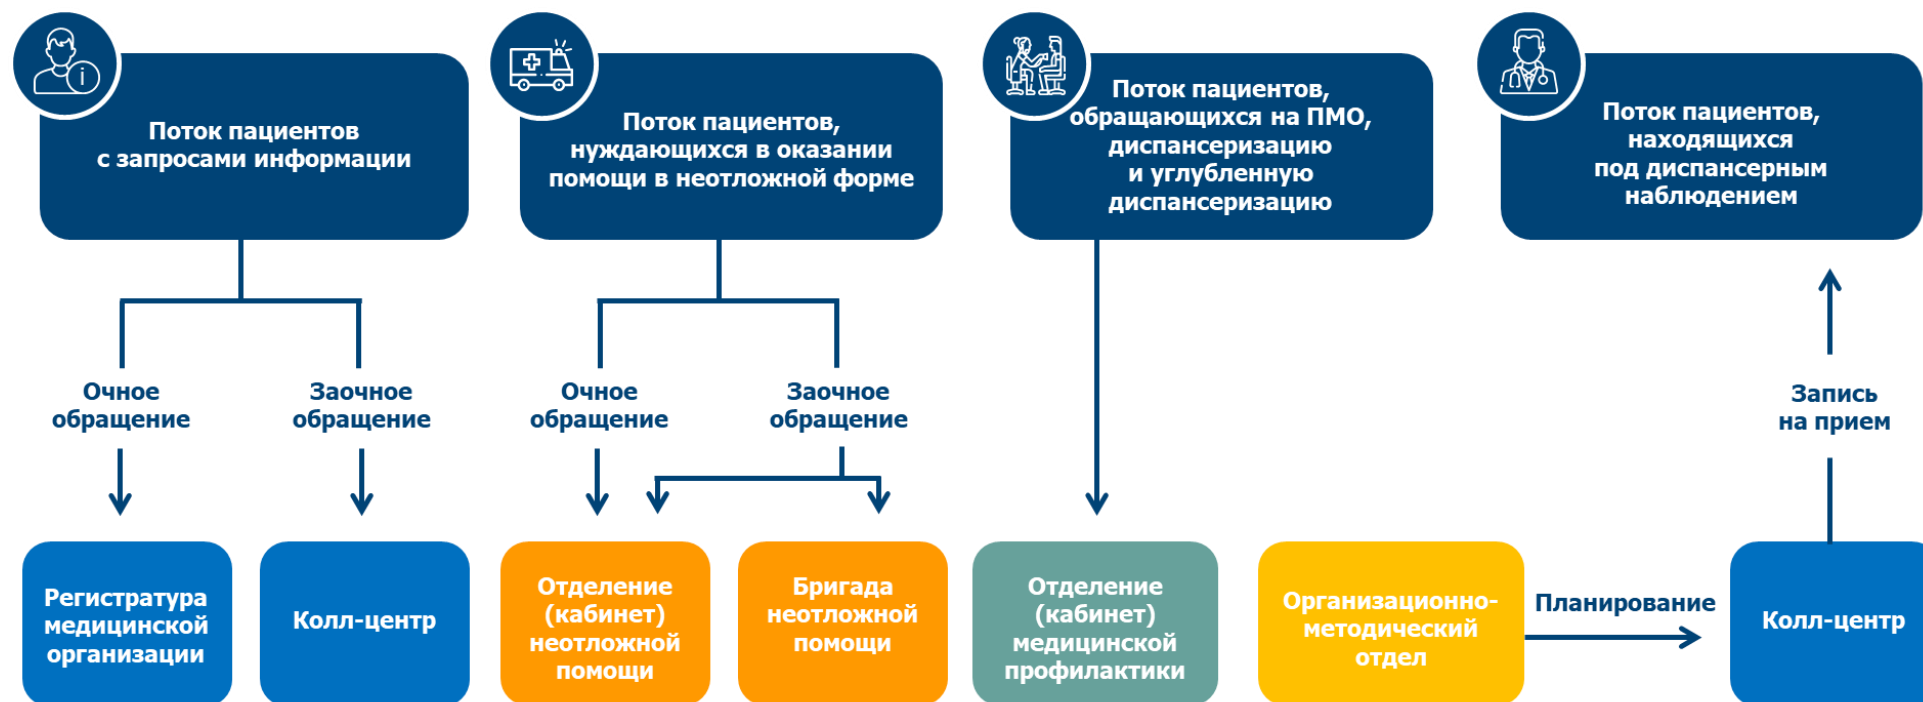 Поток пациентов
с запросами информации
Поток пациентов,
нуждающихся в оказании
помощи в неотложной форме
Поток пациентов,
обращающихся на ПМО,
диспансеризацию
и углубленную
диспансеризацию
Поток пациентов,
находящихся
под диспансерным
наблюдением
Очное
обращение
Заочное
обращение
Очное
обращение
Заочное
обращение
Запись
на прием
Регистратура
медицинской
организации
Колл-центр
Отделение
(кабинет)
неотложной
помощи
Бригада
неотложной
помощи
Отделение
(кабинет)
медицинской
профилактики
Организационно-
методический
отдел
Планирование
Колл-центр